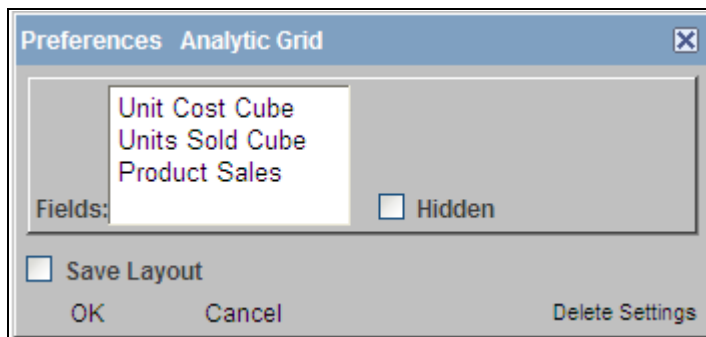 Preferences Analytic Grid
Unit Cost Cube
Units Sold Cube
Product Sales
Fields: Hidden
Save Layout
OK Cancel Delete Settings